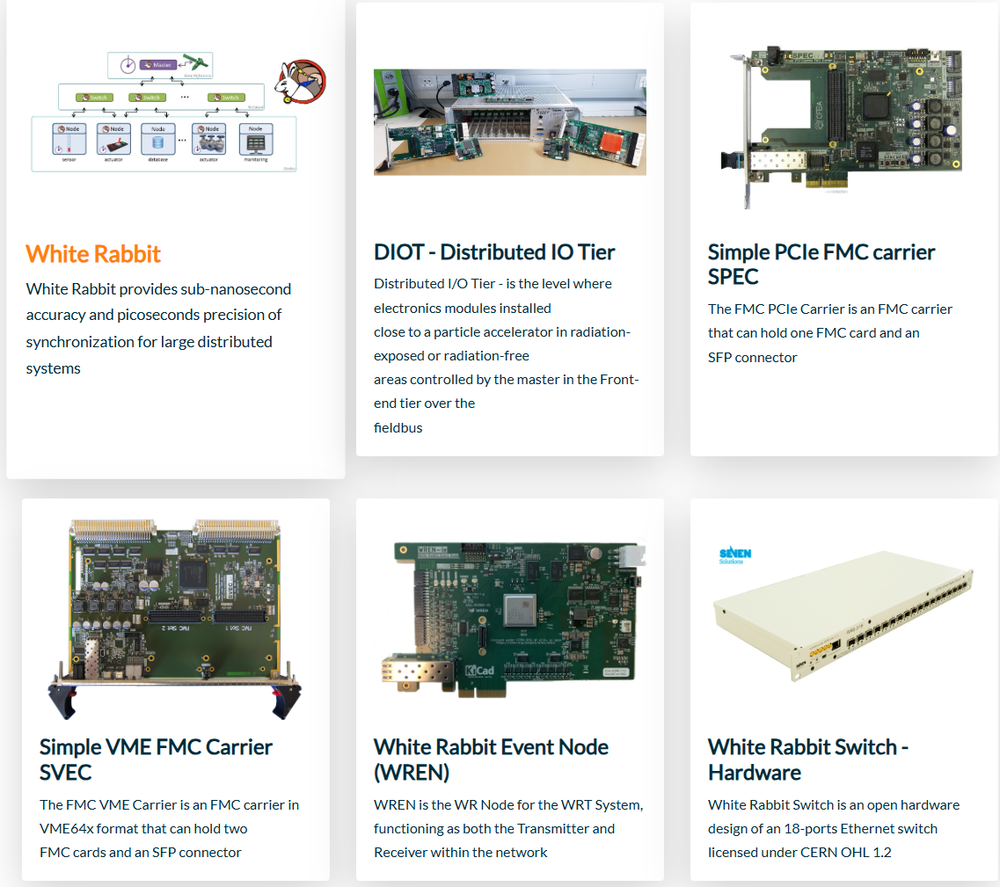 Master
Switch
Switch
...
Switch
Node
Node
Node
...
Node
Node
sensor
actuator
database
actuator
monitoring
White Rabbit
White Rabbit provides sub-nanosecond
accuracy and picoseconds precision of
synchronization for large distributed
systems
DIOT - Distributed IO Tier
Distributed I/O Tier - is the level where
electronics modules installed
close to a particle accelerator in radiation-
exposed or radiation-free
areas controlled by the master in the Front-
end tier over the
fieldbus
SPEC
Simple PCIe FMC carrier
SPEC
The FMC PCIe Carrier is an FMC carrier
that can hold one FMC card and an
SFP connector
FMC Slot 2
FMC Slot 1
Simple VME FMC Carrier
SVEC
The FMC VME Carrier is an FMC carrier in
VME64x format that can hold two
FMC cards and an SFP connector
WREN
KiCad
White Rabbit Event Node
(WREN)
WREN is the WR Node for the WRT System,
functioning as both the Transmitter and
Receiver within the network
SEVEN
Solutions
White Rabbit Switch -
Hardware
White Rabbit Switch is an open hardware
design of an 18-ports Ethernet switch
licensed under CERN OHL 1.2